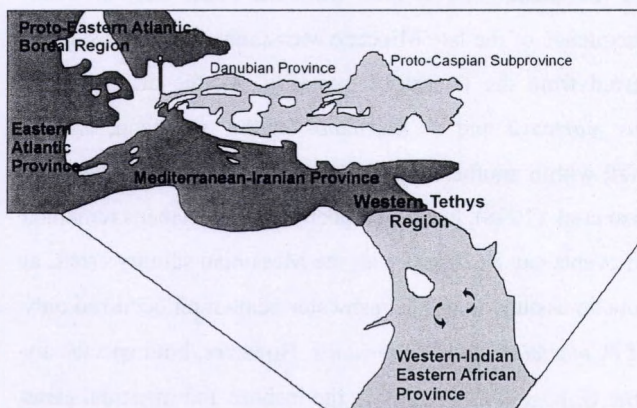 Proto-Eastern Atlantic
Boreal Region
Danubian Province
Proto-Caspian Subprovince
Eastern
Atlantic
Province
Mediterranean-Iranian Province
Western Tethys
Region
Western-Indian
Eastern African
Province